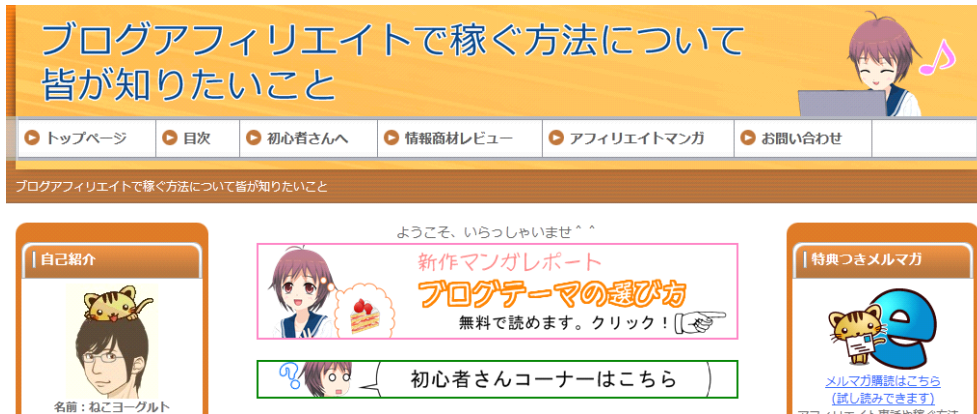 ブログアフィリエイトで稼ぐ方法について
皆が知りたいこと
トップページ
目次
初心者さんへ
情報商材レビュー
アフィリエイトマンガ
お問い合わせ
ブログアフィリエイトで稼ぐ方法について皆が知りたいこと
自己紹介
名前：ねこヨーグルト
ようこそ、いらっしゃいませ＾＾
新作マンガレポート
ブログテーマの選び方
無料で読めます。クリック！
初心者さんコーナーはこちら
特典つきメルマガ
メルマガ購読はこちら
(試し読みできます)